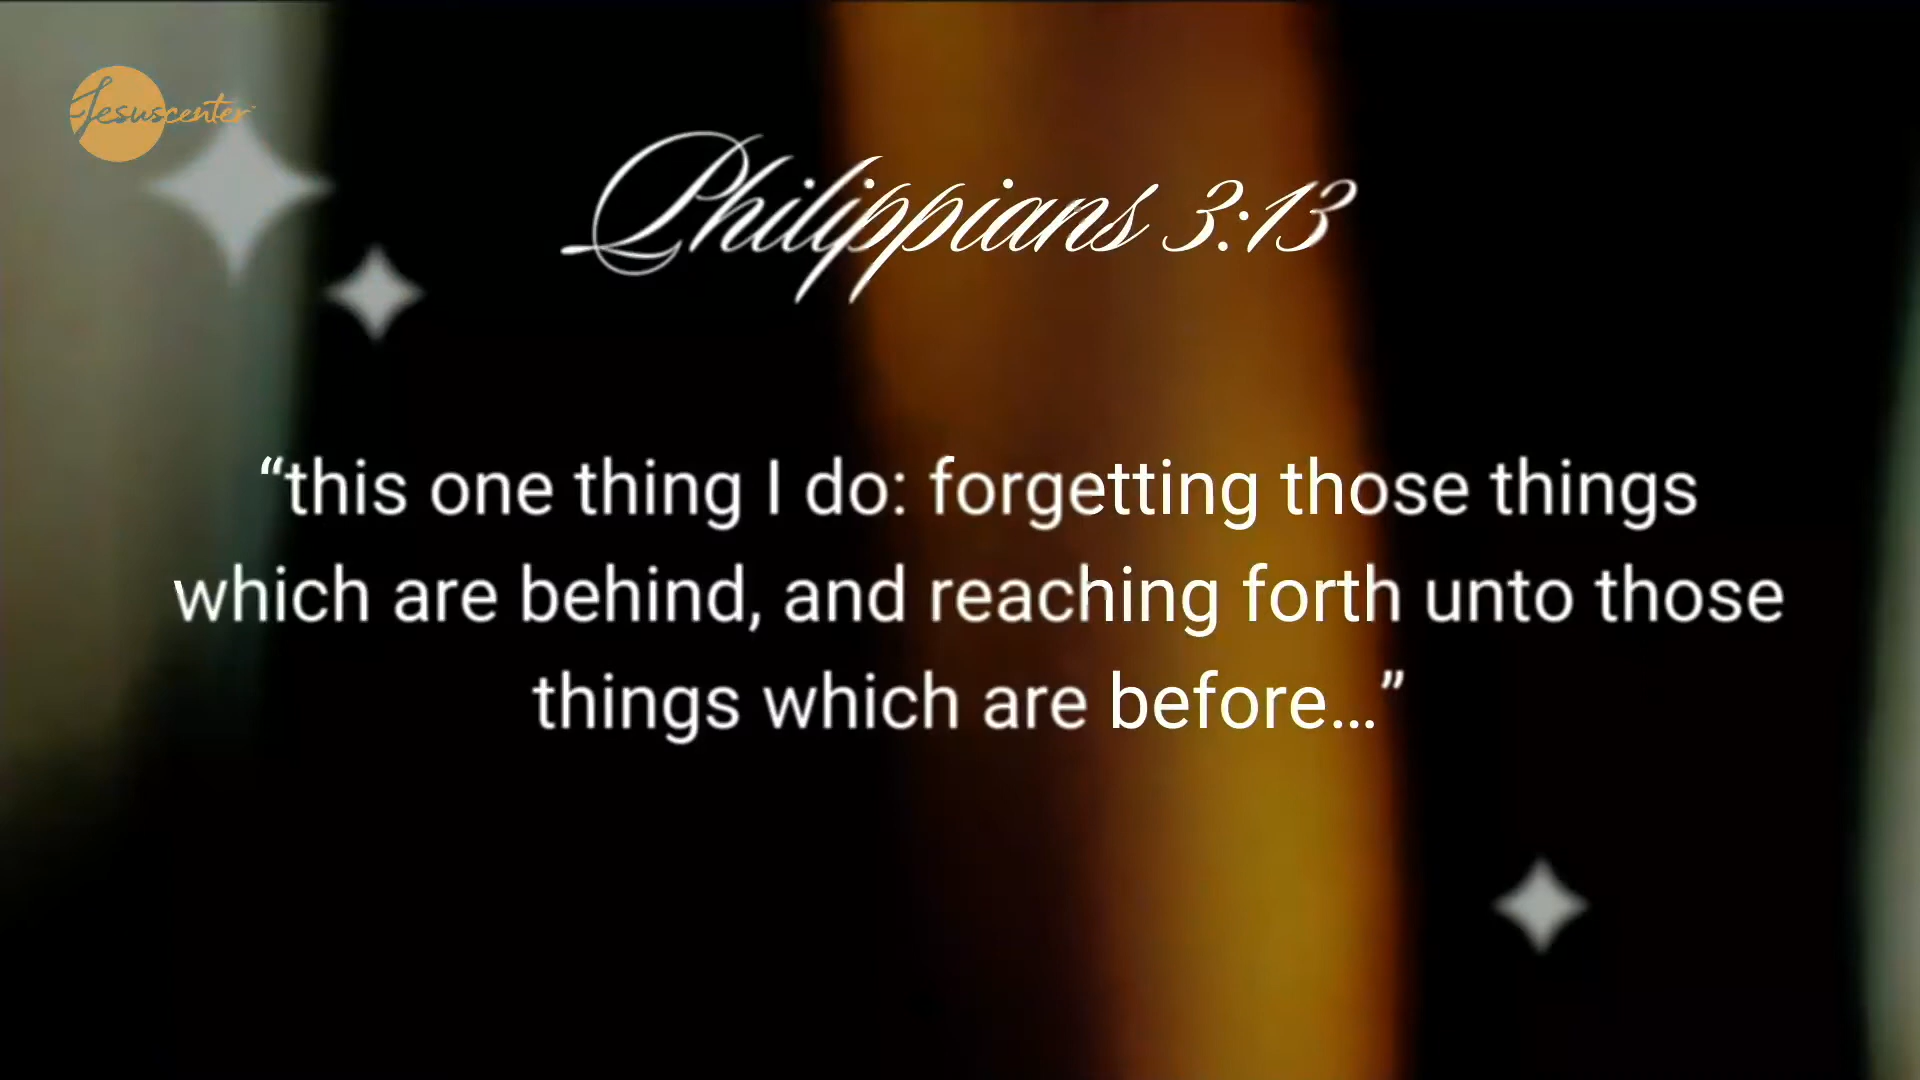 Jesuscenter
Philippians 3:13
“this one thing I do: forgetting those things
which are behind, and reaching forth unto those
things which are before...”